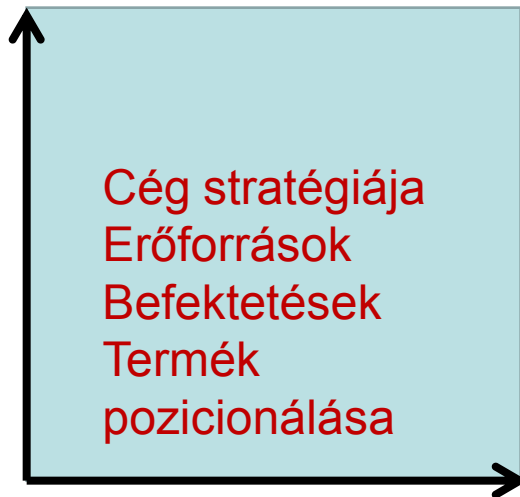 Cég stratégiája
Erőforrások
Befektetések
Termék
pozicionálása